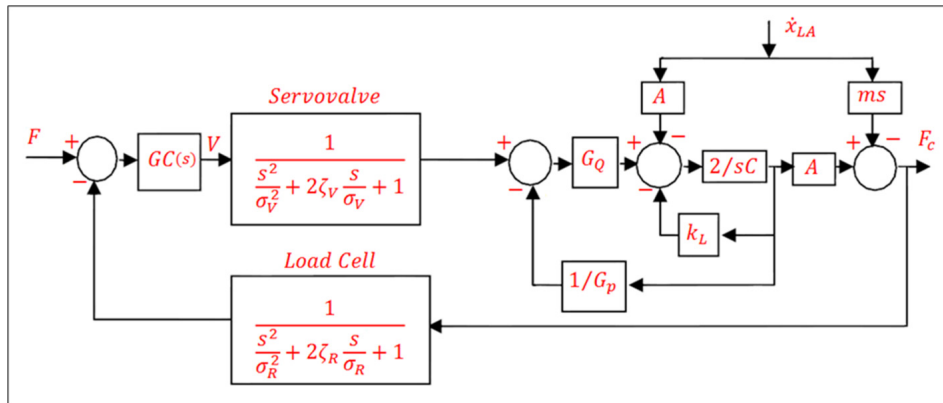 ẋ_LA
Servovalve
A
ms
F
+
−
GC(s)
V
1
s²/σ_V² + 2ζ_V s/σ_V + 1
+
−
G_Q
+
−
−
2/sC
A
+
−
F_c
k_L
1/G_p
Load Cell
1
s²/σ_R² + 2ζ_R s/σ_R + 1